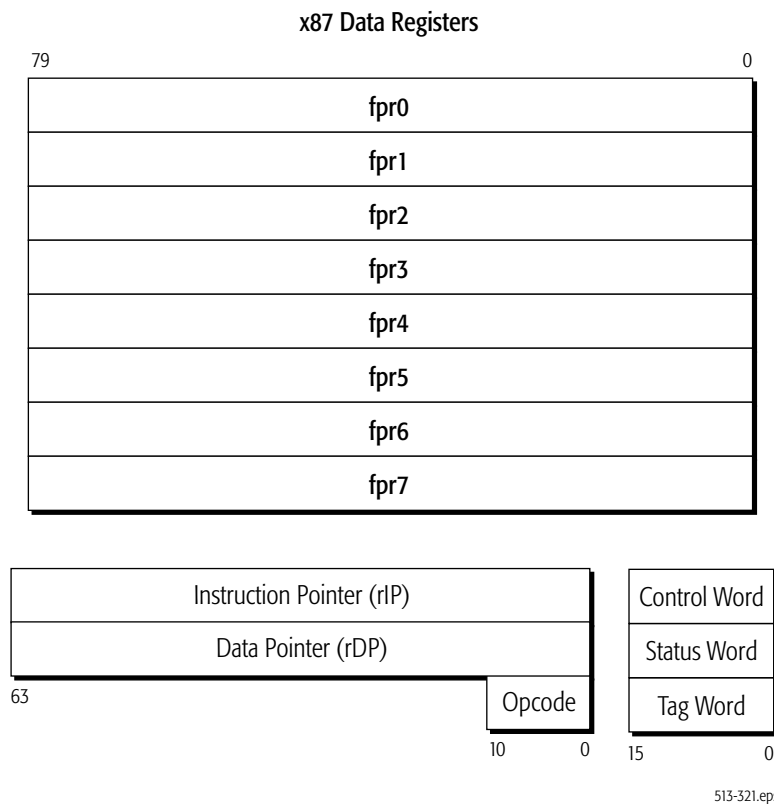 x87 Data Registers
79 0
fpr0
fpr1
fpr2
fpr3
fpr4
fpr5
fpr6
fpr7
Instruction Pointer (rIP)
Control Word
Data Pointer (rDP)
Status Word
63
Opcode
Tag Word
10 0
15 0
513-321.ep